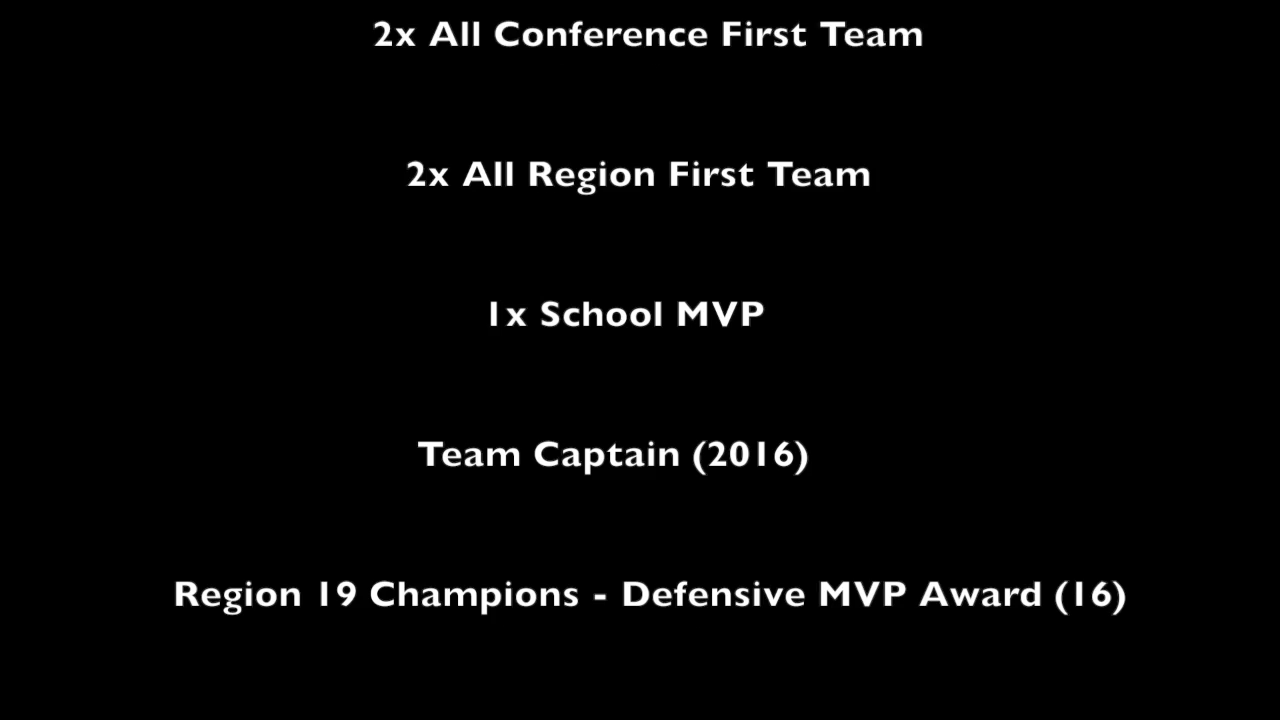 2x All Conference First Team
2x All Region First Team
1x School MVP
Team Captain (2016)
Region 19 Champions - Defensive MVP Award (16)